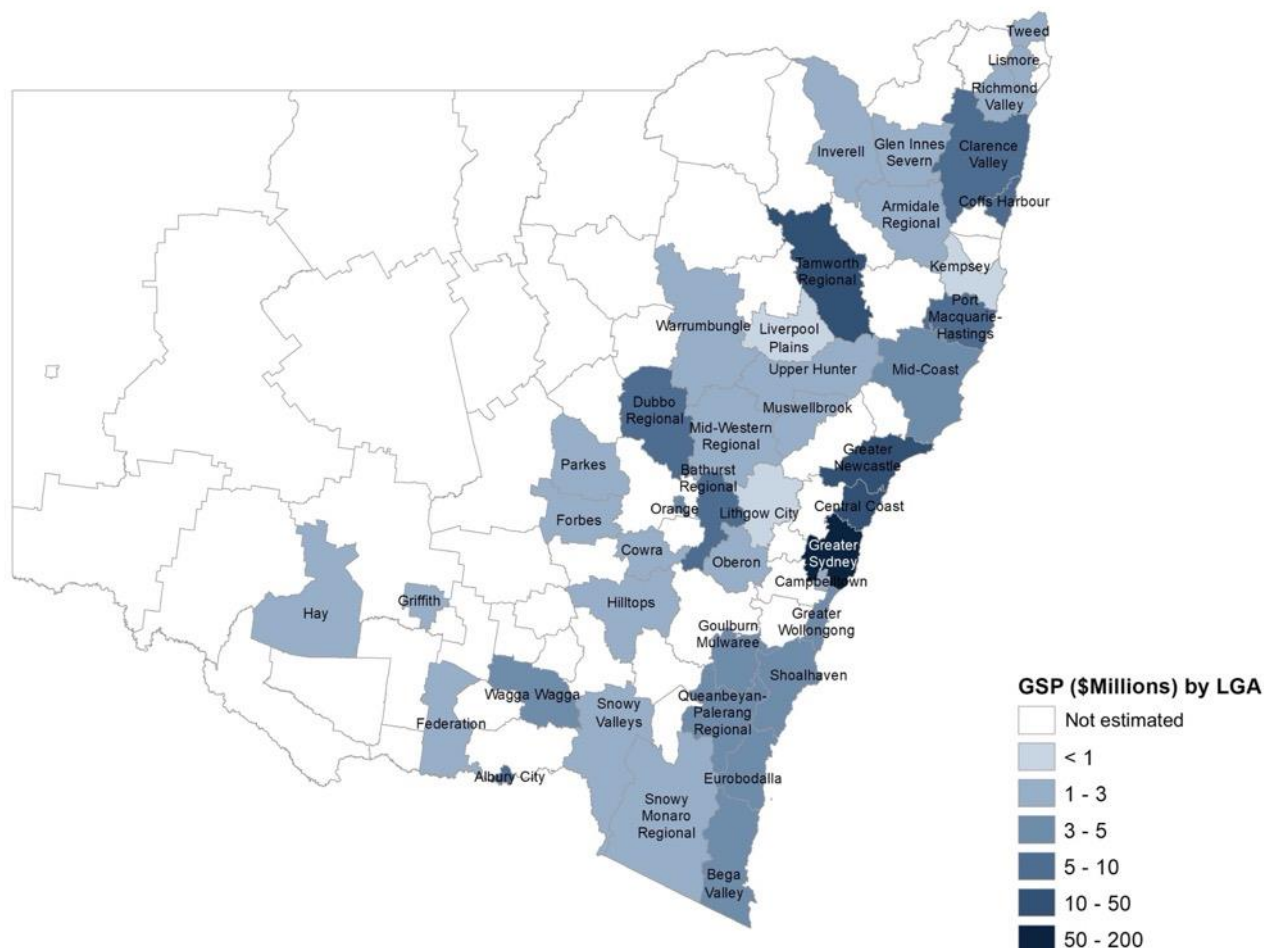 Tweed
Lismore
Richmond
Valley
Clarence
Valley
Glen Innes
Severn
Inverell
Armidale
Regional
Coffs Harbour
Kempsey
Tamworth
Regional
Port
Macquarie-
Hastings
Warrumbungle
Liverpool
Plains
Upper Hunter
Mid-Coast
Dubbo
Regional
Muswellbrook
Mid-Western
Regional
Greater
Newcastle
Parkes
Bathurst
Regional
Orange
Lithgow City
Central Coast
Forbes
Cowra
Oberon
Greater
Sydney
Campbelltown
Hay
Griffith
Hilltops
Greater
Wollongong
Goulburn
Mulwaree
Shoalhaven
Wagga Wagga
Queanbeyan-
Palerang
Regional
Snowy
Valleys
Federation
Albury City
Eurobodalla
Snowy
Monaro
Regional
Bega
Valley
GSP ($Millions) by LGA
Not estimated
< 1
1 - 3
3 - 5
5 - 10
10 - 50
50 - 200